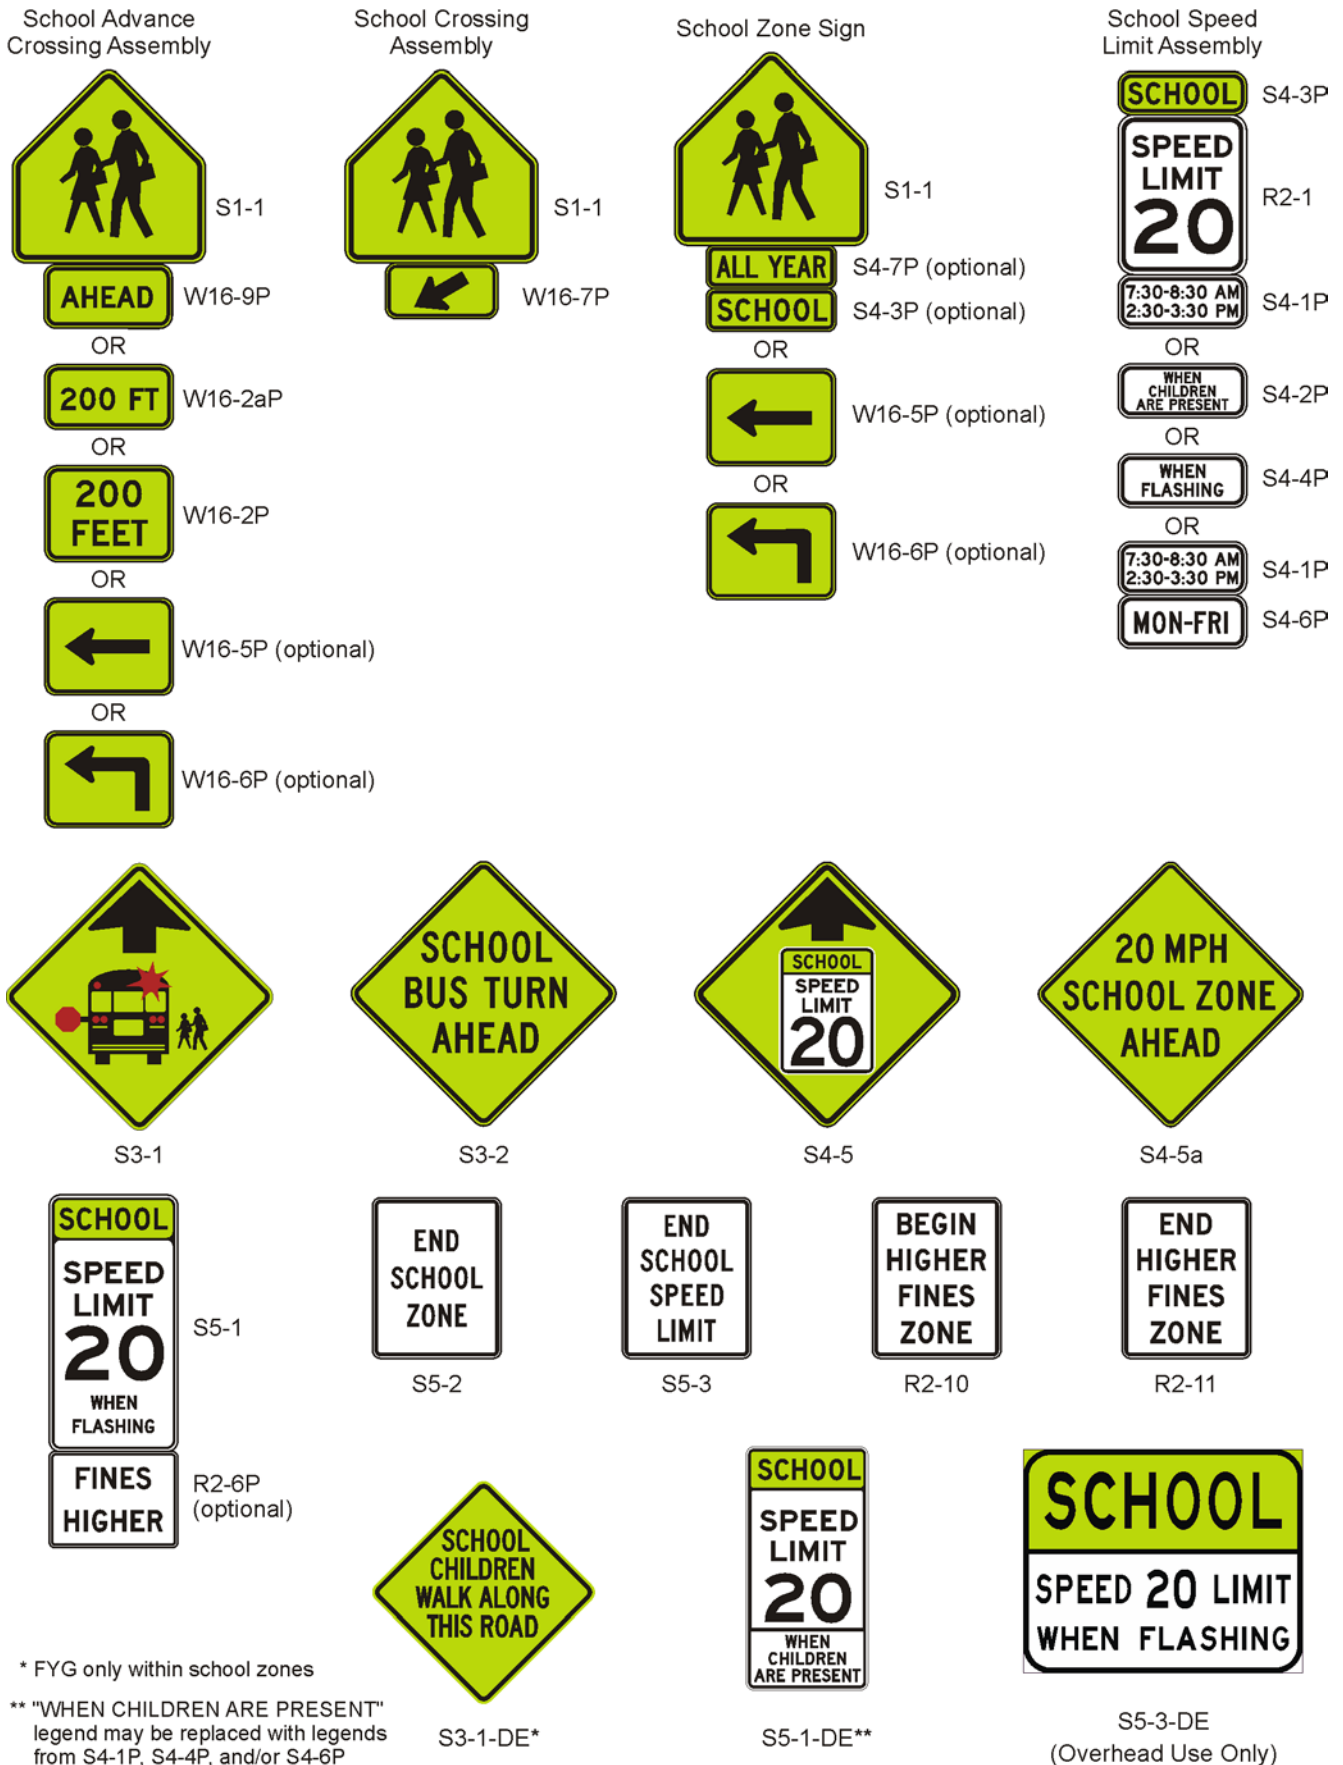 School Advance
Crossing Assembly
S1-1
AHEAD
W16-9P
OR
200 FT
W16-2aP
OR
200
FEET
W16-2P
OR
W16-5P (optional)
OR
W16-6P (optional)
School Crossing
Assembly
S1-1
W16-7P
School Zone Sign
S1-1
ALL YEAR
S4-7P (optional)
SCHOOL
S4-3P (optional)
OR
W16-5P (optional)
OR
W16-6P (optional)
School Speed
Limit Assembly
SCHOOL
S4-3P
SPEED
LIMIT
20
R2-1
7:30-8:30 AM
2:30-3:30 PM
S4-1P
OR
WHEN
CHILDREN
ARE PRESENT
S4-2P
OR
WHEN
FLASHING
S4-4P
OR
7:30-8:30 AM
2:30-3:30 PM
S4-1P
MON-FRI
S4-6P
S3-1
SCHOOL
BUS TURN
AHEAD
S3-2
SCHOOL
SPEED
LIMIT
20
S4-5
20 MPH
SCHOOL ZONE
AHEAD
S4-5a
SCHOOL
SPEED
LIMIT
20
WHEN
FLASHING
S5-1
FINES
HIGHER
R2-6P
(optional)
END
SCHOOL
ZONE
S5-2
END
SCHOOL
SPEED
LIMIT
S5-3
BEGIN
HIGHER
FINES
ZONE
R2-10
END
HIGHER
FINES
ZONE
R2-11
SCHOOL
CHILDREN
WALK ALONG
THIS ROAD
S3-1-DE*
SCHOOL
SPEED
LIMIT
20
WHEN
CHILDREN
ARE PRESENT
S5-1-DE**
SCHOOL
SPEED 20 LIMIT
WHEN FLASHING
S5-3-DE
(Overhead Use Only)
* FYG only within school zones
** "WHEN CHILDREN ARE PRESENT"
legend may be replaced with legends
from S4-1P, S4-4P, and/or S4-6P